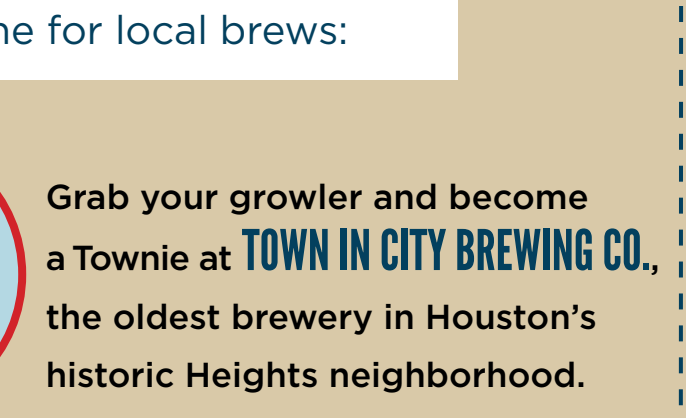 for local brews:
Grab your growler and become
a Townie at TOWN IN CITY BREWING CO.,
the oldest brewery in Houston’s
historic Heights neighborhood.